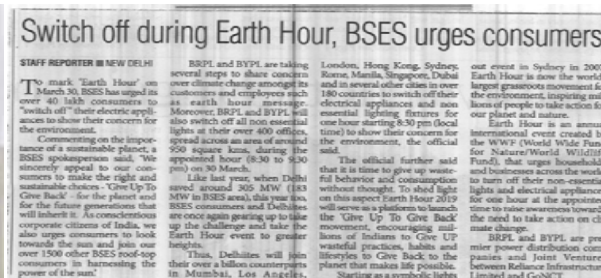 Switch off during Earth Hour, BSES urges consumers
STAFF REPORTER ■ NEW DELHI
To mark 'Earth Hour' on
March 30, BSES has urged its
over 40 lakh consumers to
"switch off" their electric appli-
ances to show their concern for
the environment.
Commenting on the impor-
tance of a sustainable planet, a
BSES spokesperson said, "We
sincerely appeal to our con-
sumers to make the right and
sustainable choices - 'Give Up To
Give Back' - for the planet and
for the future generations that
will inherit it. As conscientious
corporate citizens of India, we
also urges consumers to look
towards the sun and join our
over 1500 other BSES roof-top
consumers in harnessing the
power of the sun."
BRPL and BYPL are taking
several steps to share concern
over climate change amongst its
customers and employees such
as earth hour message.
Moreover, BRPL and BYPL will
also switch off all non essential
lights at their over 400 offices,
spread across an area of around
950 square kms, during the
appointed hour (8:30 to 9:30
pm) on 30 March.
Like last year, when Delhi
saved around 305 MW (183
MW in BSES area), this year too,
BSES consumers and Delhiites
are once again gearing up to take
up the challenge and take the
Earth Hour event to greater
heights.
Thus, Delhiites will join
their over a billion counterparts
in Mumbai, Los Angeles,
London, Hong Kong, Sydney,
Rome, Manila, Singapore, Dubai
and in several other cities in over
180 countries to switch off their
electrical appliances and non
essential lighting fixtures for
one hour starting 8:30 pm (local
time) to show their concern for
the environment, the official
said.
The official further said
that it is time to give up waste-
ful behavior and consumption
without thought. To shed light
on this aspect Earth Hour 2019
will serve as a platform to launch
the 'Give Up To Give Back'
movement, encouraging mil-
lions of Indians to Give UP
wasteful practices, habits and
lifestyles to Give Back to the
planet that makes life possible.
Starting as a symbolic lights
out event in Sydney in 2007
Earth Hour is now the world
largest grassroots movement f
the environment, inspiring mi
lions of people to take action fo
our planet and nature.
Earth Hour is an annua
international event created b
the WWF (World Wide Fun
for Nature/World Wildlif
Fund), that urges household
and businesses across the worl
to turn off their non-essentia
lights and electrical appliance
for one hour at the appointe
time to raise awareness toward
the need to take action on cli
mate change.
BRPL and BYPL are pre
mier power distribution com
panies and Joint Venture
between Reliance Infrastructur
Limited and GoNCT